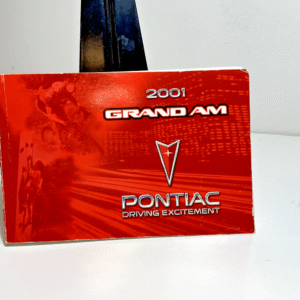 2001
GRAND AM
PONTIAC
DRIVING EXCITEMENT